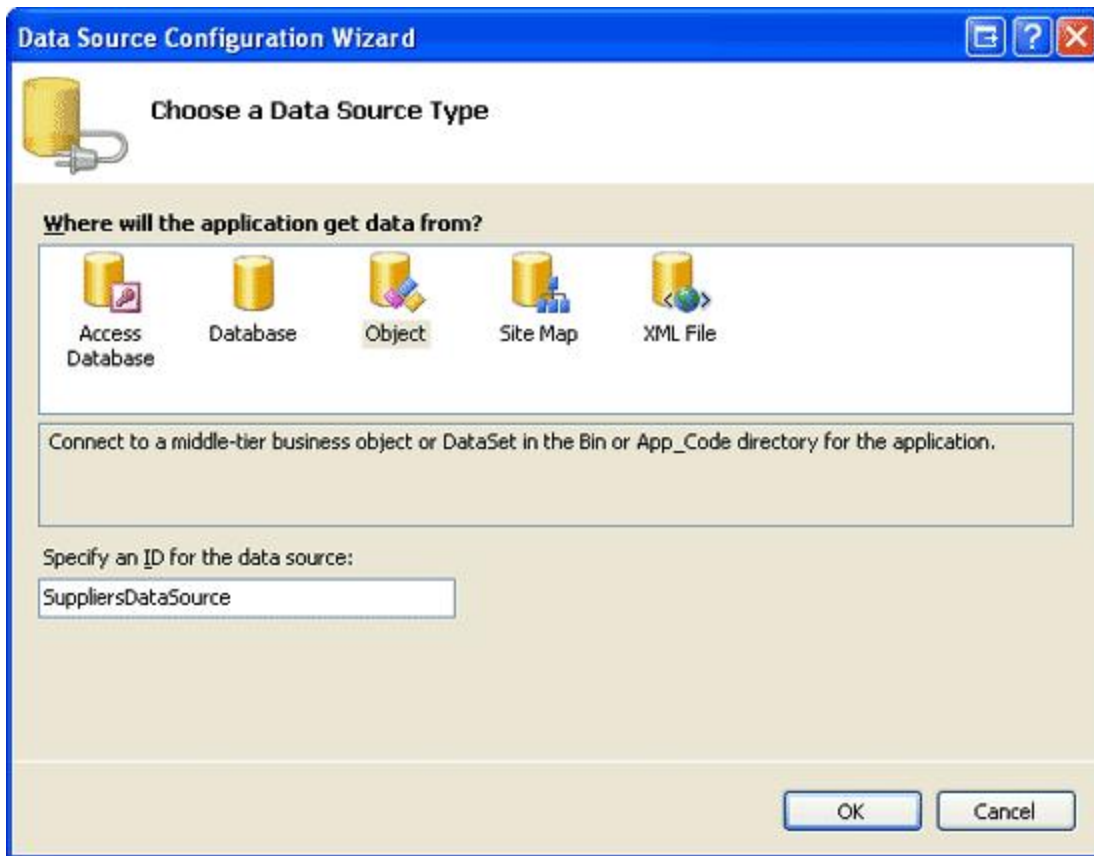 Data Source Configuration Wizard
Choose a Data Source Type
Where will the application get data from?
Access Database
Database
Object
Site Map
XML File
Connect to a middle-tier business object or DataSet in the Bin or App_Code directory for the application.
Specify an ID for the data source:
SuppliersDataSource
OK
Cancel